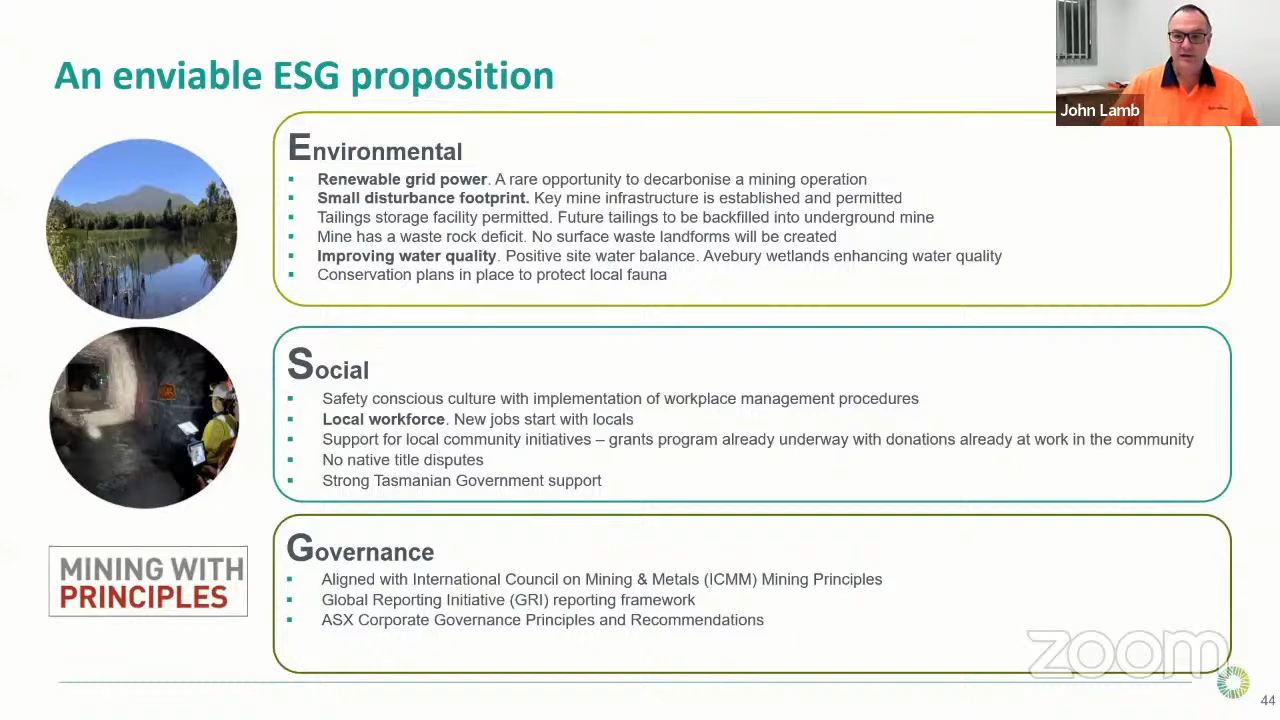 An enviable ESG proposition
John Lamb
Environmental
Renewable grid power. A rare opportunity to decarbonise a mining operation
Small disturbance footprint. Key mine infrastructure is established and permitted
Tailings storage facility permitted. Future tailings to be backfilled into underground mine
Mine has a waste rock deficit. No surface waste landforms will be created
Improving water quality. Positive site water balance. Avebury wetlands enhancing water quality
Conservation plans in place to protect local fauna
Social
Safety conscious culture with implementation of workplace management procedures
Local workforce. New jobs start with locals
Support for local community initiatives – grants program already underway with donations already at work in the community
No native title disputes
Strong Tasmanian Government support
MINING WITH
PRINCIPLES
Governance
Aligned with International Council on Mining & Metals (ICMM) Mining Principles
Global Reporting Initiative (GRI) reporting framework
ASX Corporate Governance Principles and Recommendations
zoom
44